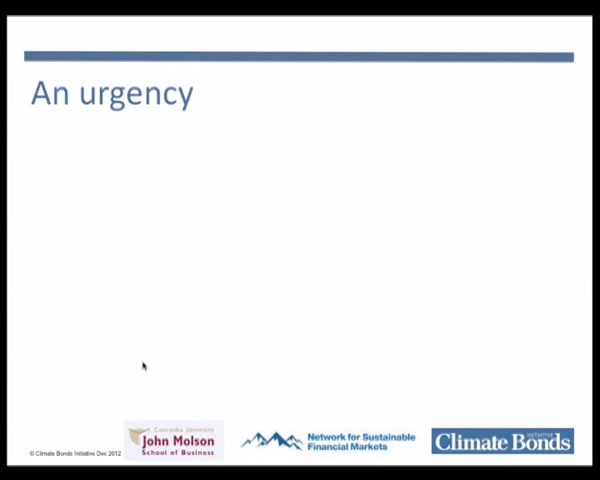 An urgency
© Climate Bonds Initiative Dec 2012
Concordia University
John Molson
School of Business
Network for Sustainable
Financial Markets
Climate Bonds
INITIATIVE